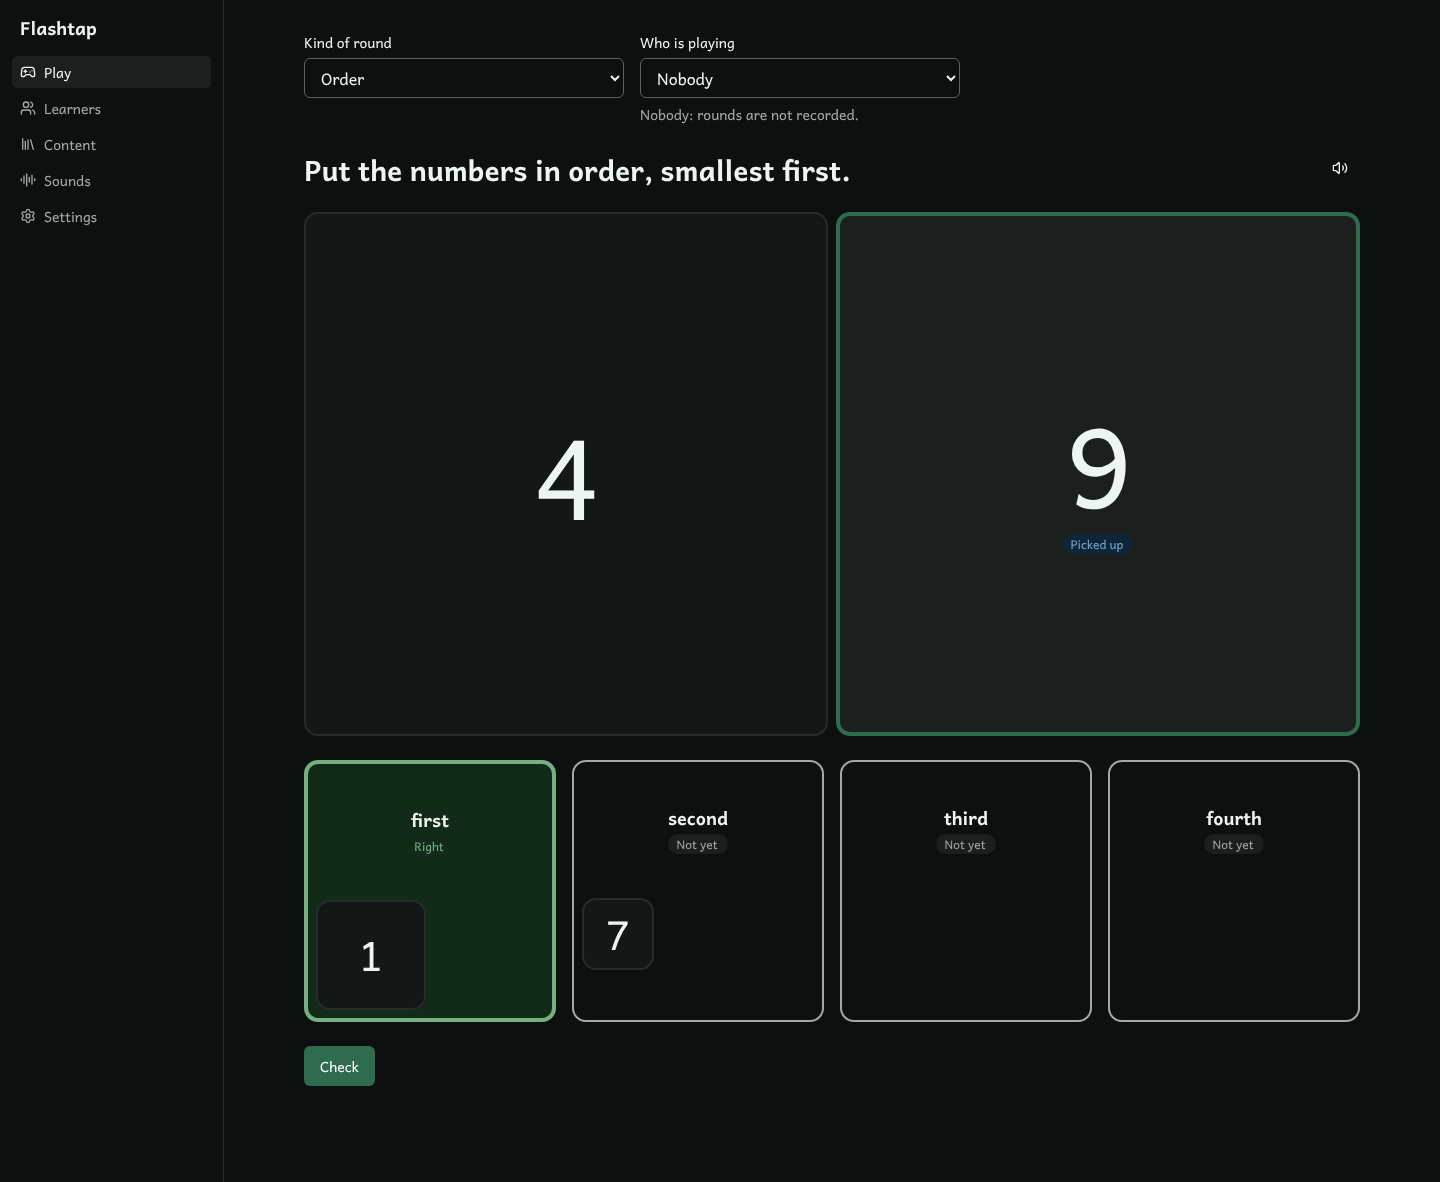 Flashtap
Play
Learners
Content
Sounds
Settings
Kind of round
Who is playing
Order
Nobody
Nobody: rounds are not recorded.
Put the numbers in order, smallest first.
4
9
Picked up
first
Right
1
second
Not yet
7
third
Not yet
fourth
Not yet
Check